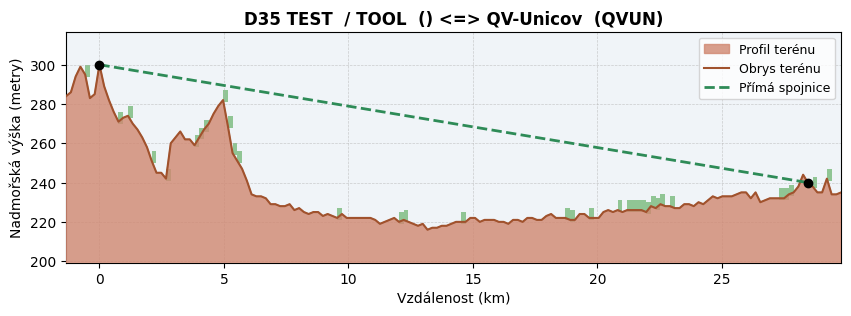 D35 TEST  / TOOL  () <=> QV-Unicov  (QVUN)
Profil terénu
Obrys terénu
Přímá spojnice
Nadmořská výška (metry)
300
280
260
240
220
200
0 5 10 15 20 25
Vzdálenost (km)